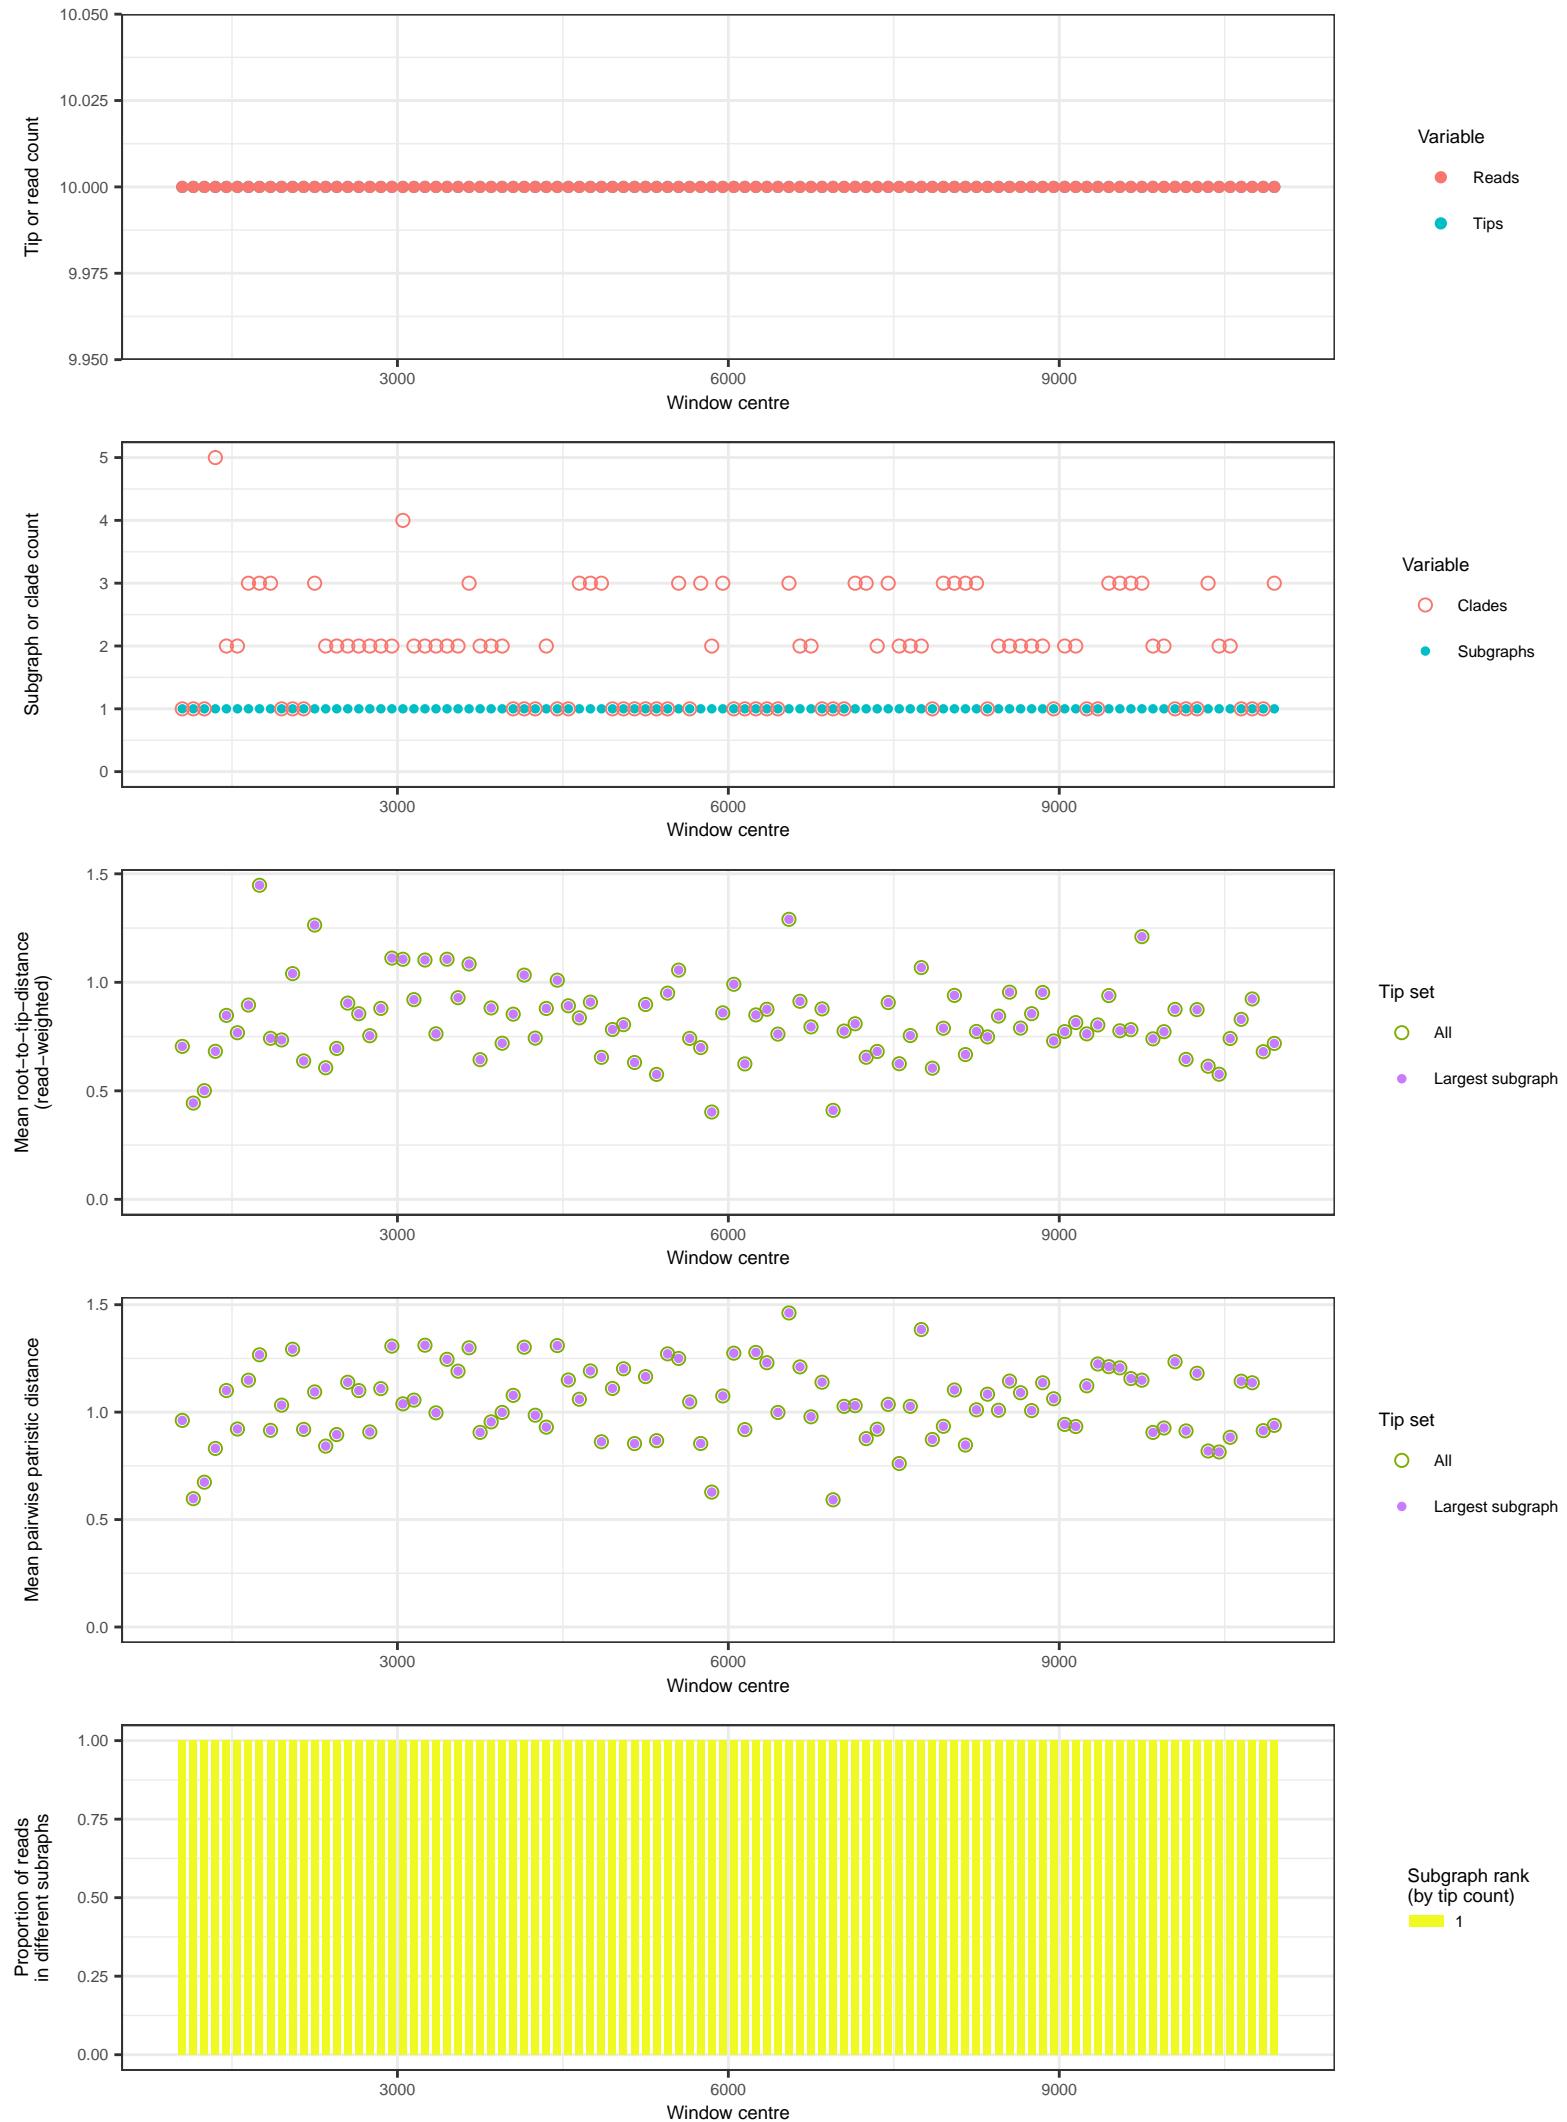 10.050
10.025
10.000
9.975
9.950
Tip or read count
3000
6000
9000
Window centre
Variable
Reads
Tips
5
4
3
2
1
0
Subgraph or clade count
3000
6000
9000
Window centre
Variable
Clades
Subgraphs
1.5
1.0
0.5
0.0
Mean root−to−tip−distance
(read−weighted)
3000
6000
9000
Window centre
Tip set
All
Largest subgraph
1.5
1.0
0.5
0.0
Mean pairwise patristic distance
3000
6000
9000
Window centre
Tip set
All
Largest subgraph
1.00
0.75
0.50
0.25
0.00
Proportion of reads
in different subraphs
3000
6000
9000
Window centre
Subgraph rank
(by tip count)
1